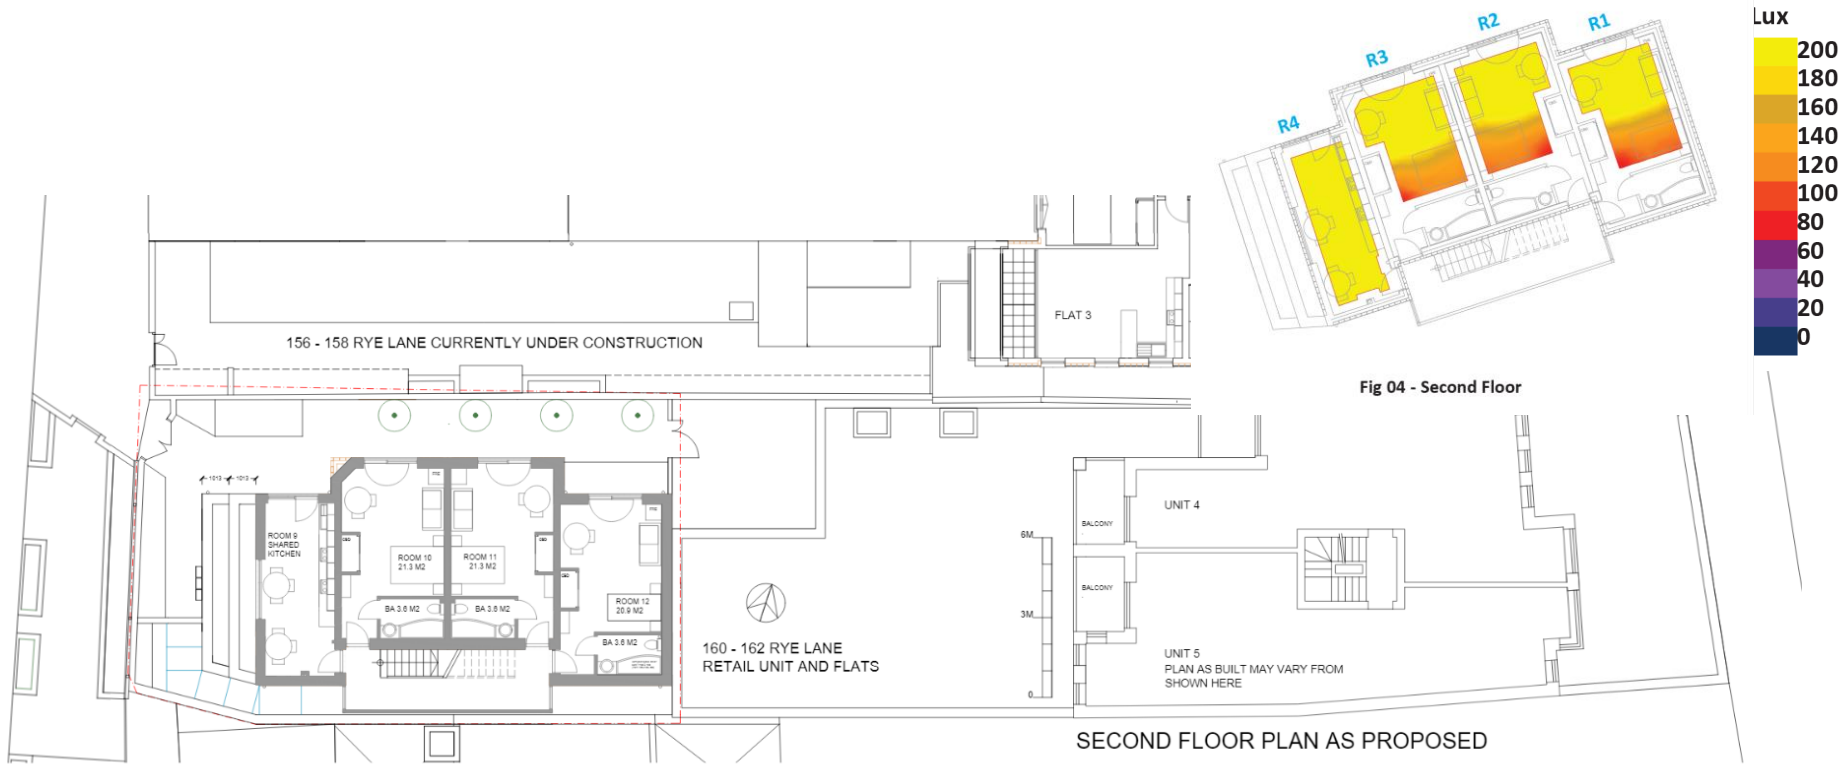 Lux
200
180
160
140
120
100
80
60
40
20
0
R1
R2
R3
R4
Fig 04 - Second Floor
FLAT 3
156 - 158 RYE LANE CURRENTLY UNDER CONSTRUCTION
1013
1013
ROOM 9
SHARED
KITCHEN
ROOM 10
21.3 M2
ROOM 11
21.3 M2
ROOM 12
20.9 M2
BA 3.6 M2
BA 3.6 M2
BA 3.6 M2
160 - 162 RYE LANE
RETAIL UNIT AND FLATS
6M
3M
0
BALCONY
BALCONY
UNIT 4
UNIT 5
PLAN AS BUILT MAY VARY FROM
SHOWN HERE
SECOND FLOOR PLAN AS PROPOSED